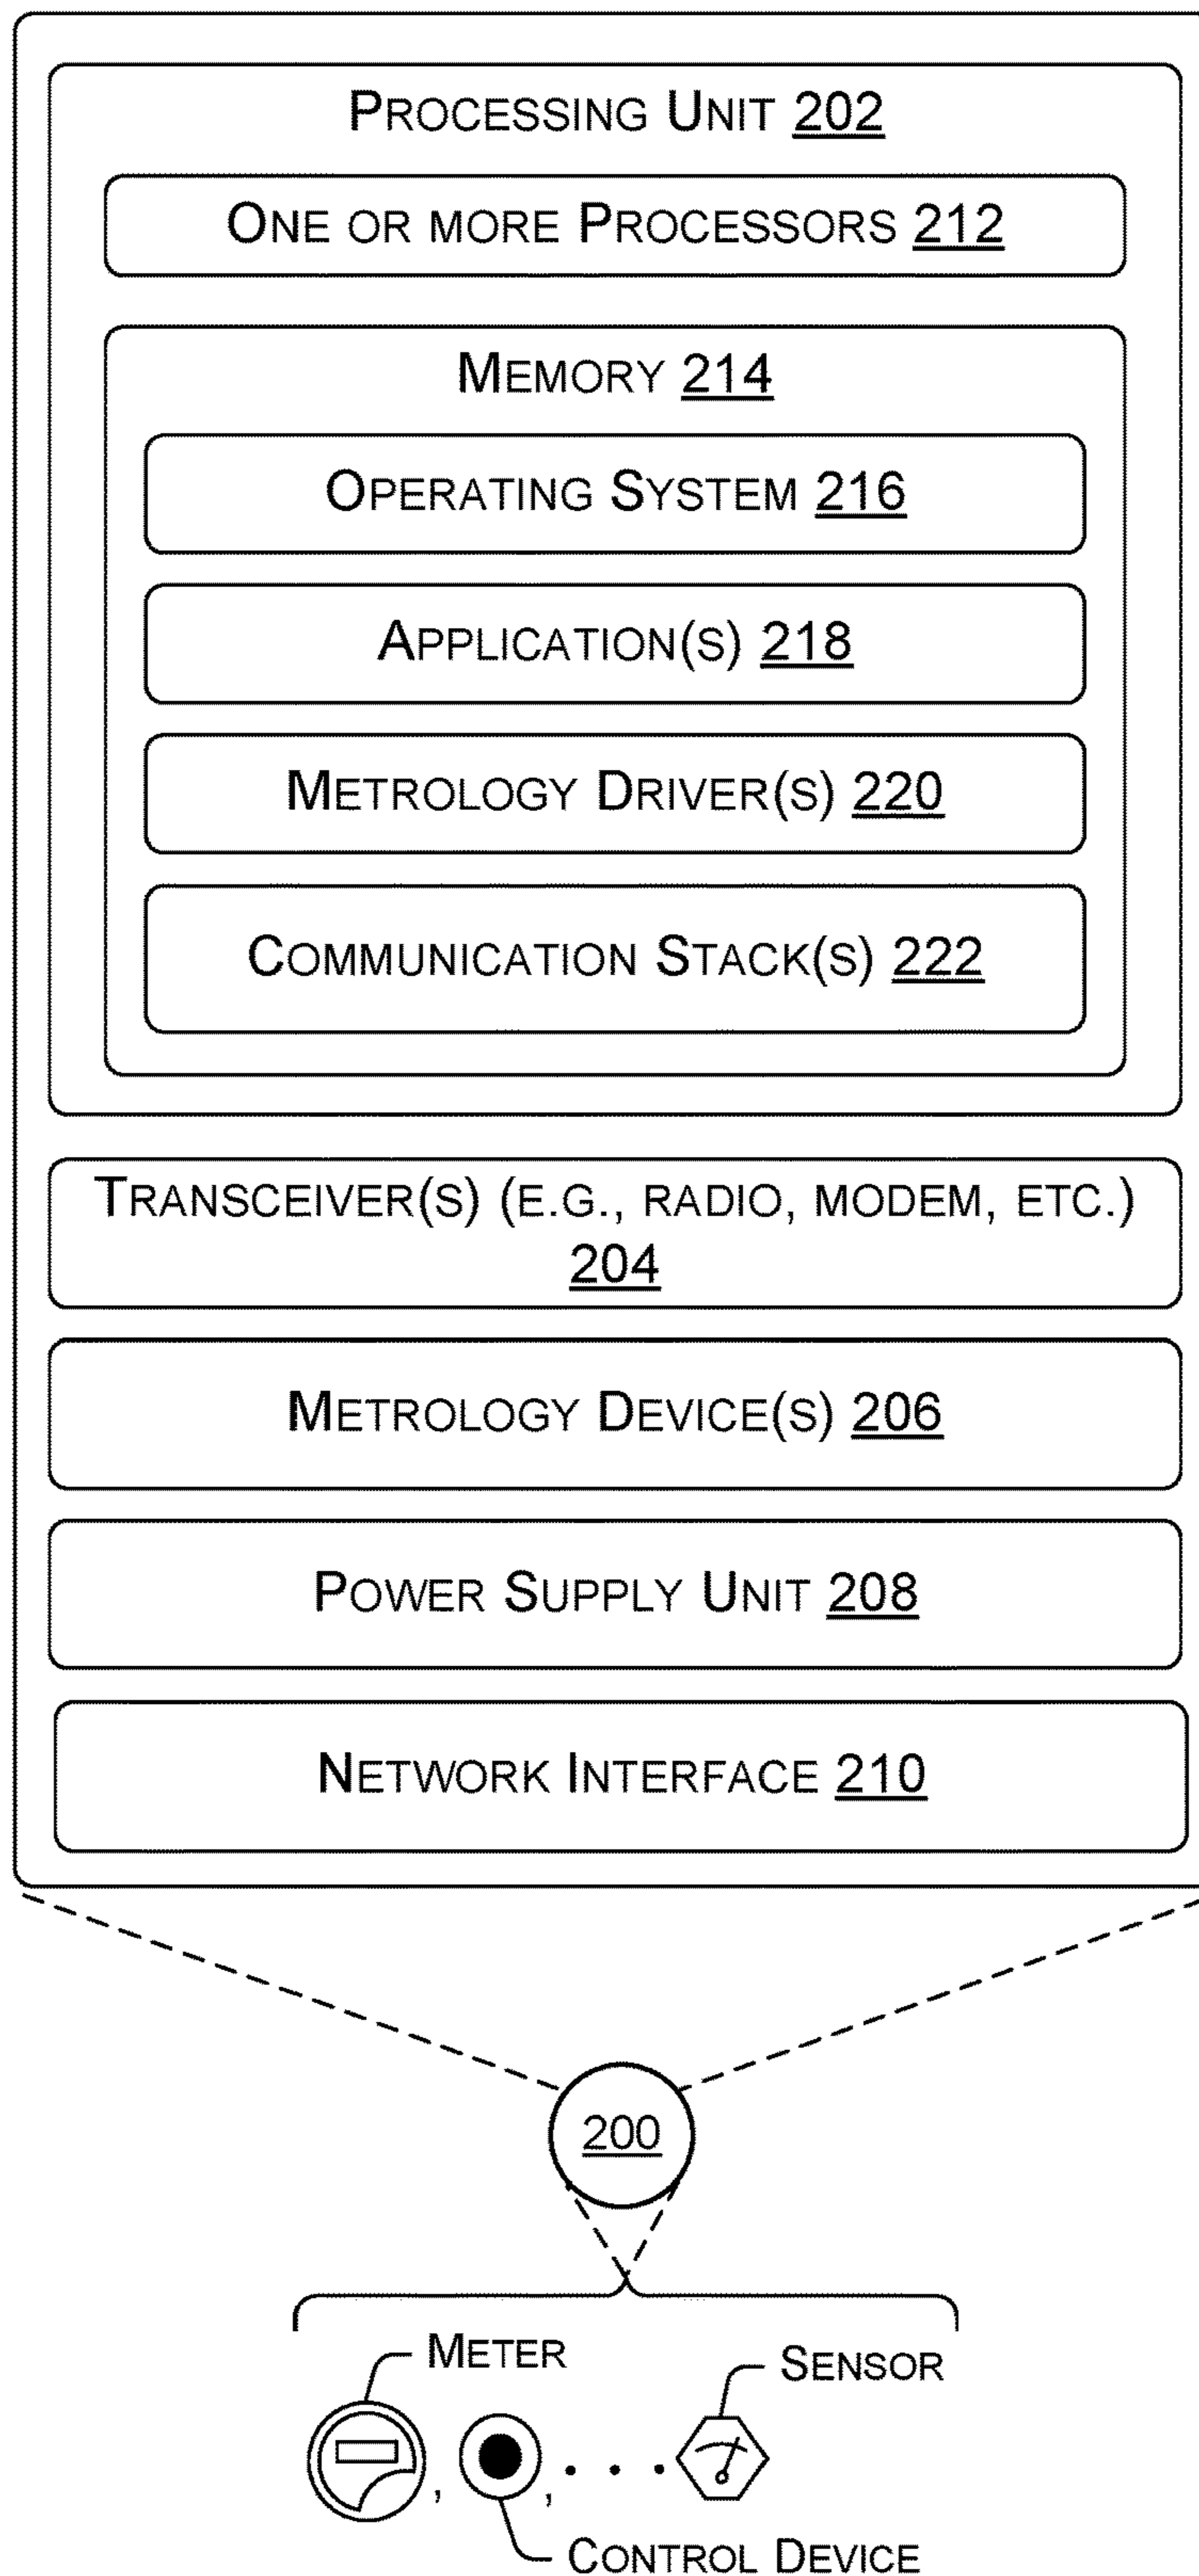 PROCESSING UNIT 202
ONE OR MORE PROCESSORS 212
MEMORY 214
OPERATING SYSTEM 216
APPLICATION(S) 218
METROLOGY DRIVER(S) 220
COMMUNICATION STACK(S) 222
TRANSCEIVER(S) (E.G., RADIO, MODEM, ETC.)
204
METROLOGY DEVICE(S) 206
POWER SUPPLY UNIT 208
NETWORK INTERFACE 210
200
METER
SENSOR
, , . . .
CONTROL DEVICE